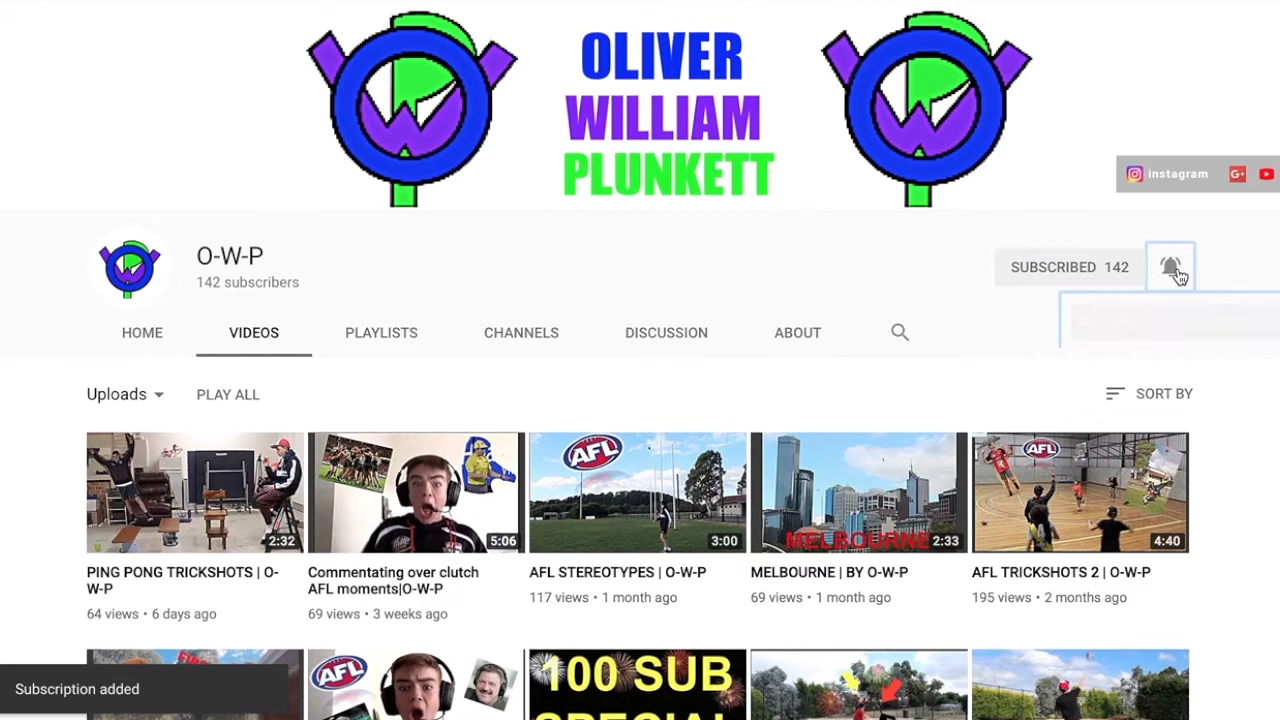 OLIVER
WILLIAM
PLUNKETT
instagram
O-W-P
142 subscribers
SUBSCRIBED 142
HOME VIDEOS PLAYLISTS CHANNELS DISCUSSION ABOUT
Uploads PLAY ALL SORT BY
AFL
AFL
MELBOURNE
2:32 5:06 3:00 2:33 4:40
PING PONG TRICKSHOTS | O-
W-P
64 views • 6 days ago
Commentating over clutch
AFL moments|O-W-P
69 views • 3 weeks ago
AFL STEREOTYPES | O-W-P
117 views • 1 month ago
MELBOURNE | BY O-W-P
69 views • 1 month ago
AFL TRICKSHOTS 2 | O-W-P
195 views • 2 months ago
AFL
100 SUB
SPECIAL
Subscription added